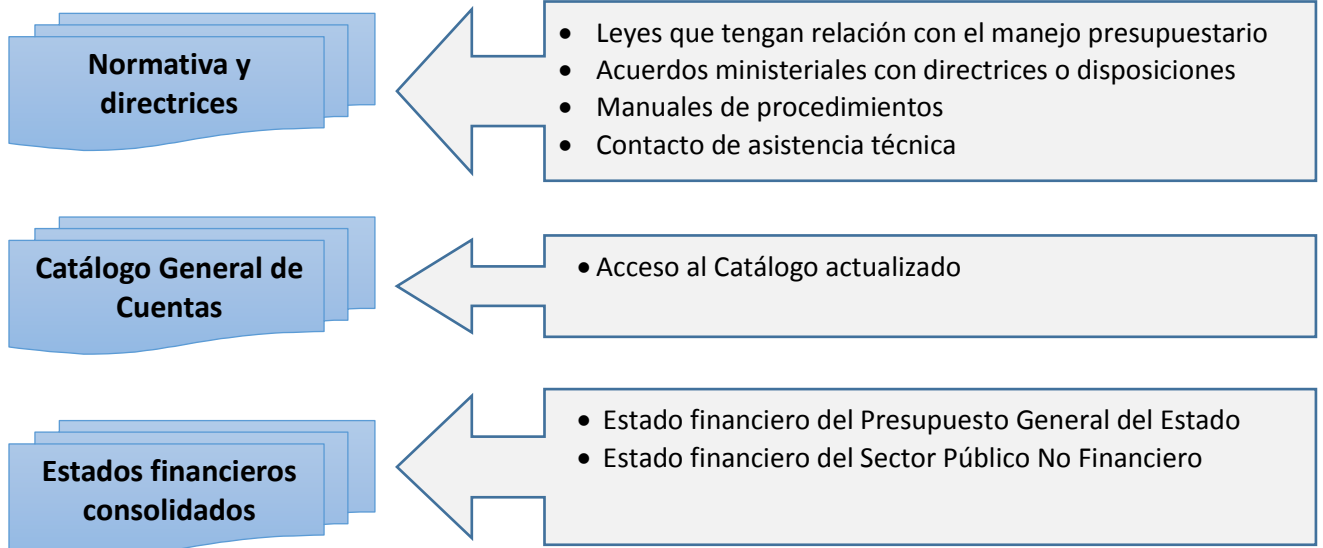 Normativa y
directrices
• Leyes que tengan relación con el manejo presupuestario
• Acuerdos ministeriales con directrices o disposiciones
• Manuales de procedimientos
• Contacto de asistencia técnica
Catálogo General de
Cuentas
• Acceso al Catálogo actualizado
Estados financieros
consolidados
• Estado financiero del Presupuesto General del Estado
• Estado financiero del Sector Público No Financiero